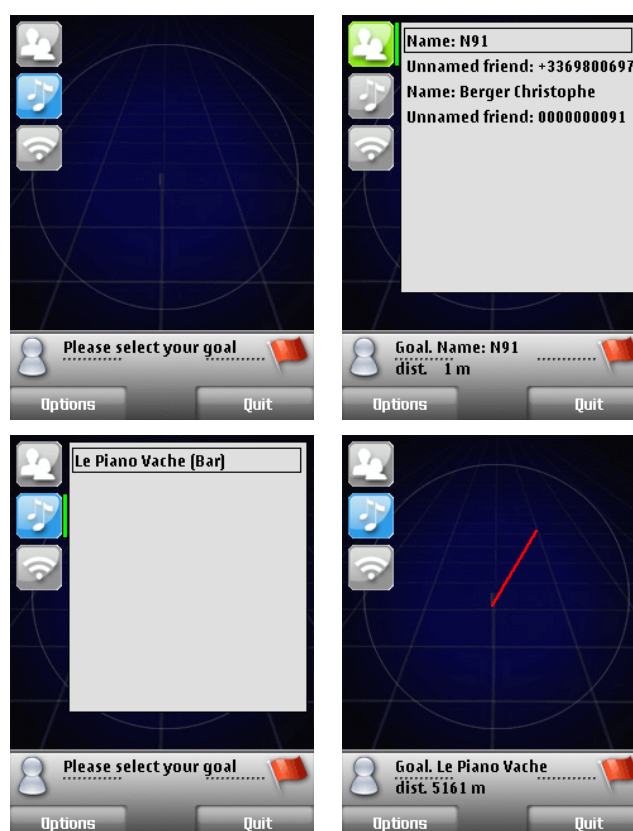 Please select your goal
Options Quit
Name: N91
Unnamed friend: +3369800697
Name: Berger Christophe
Unnamed friend: 0000000091
Goal. Name: N91
dist. 1 m
Options Quit
Le Piano Vache (Bar)
Please select your goal
Options Quit
Goal. Le Piano Vache
dist. 5161 m
Options Quit